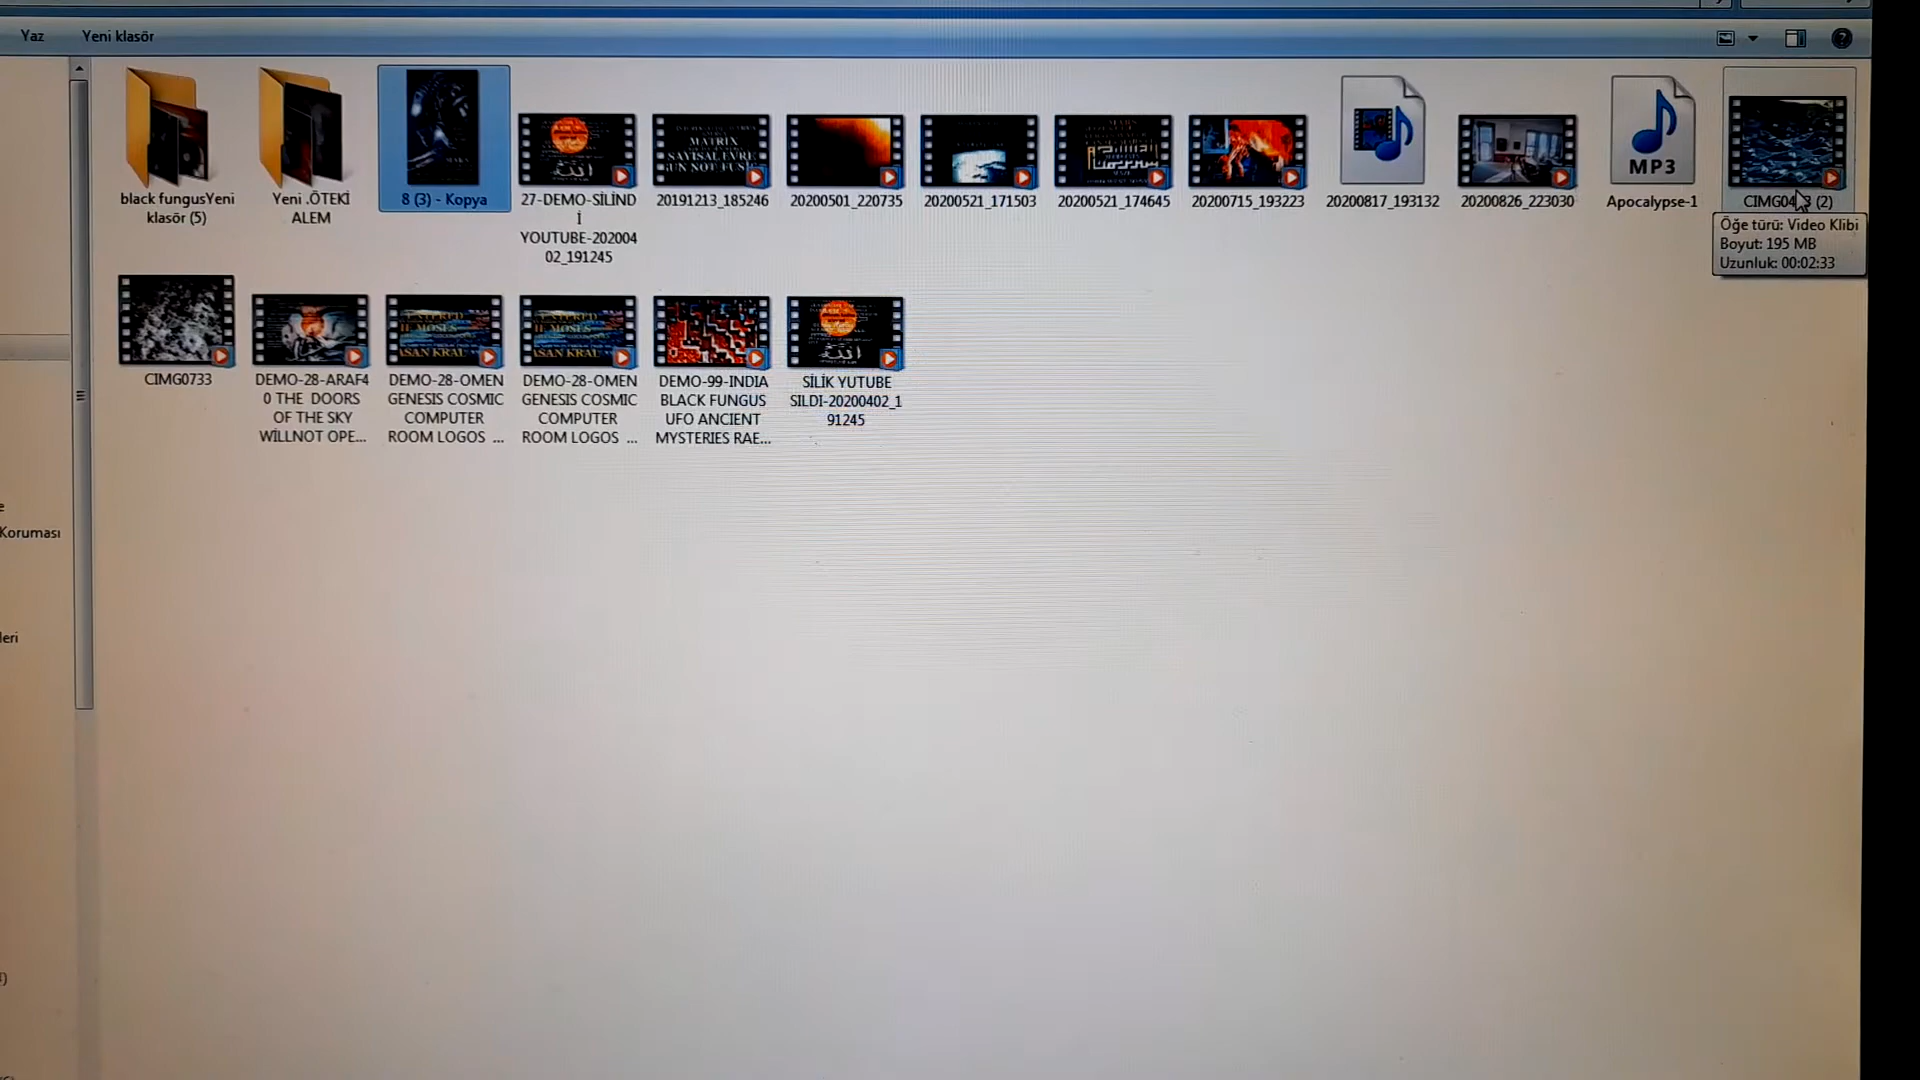 Yaz Yeni klasör
black fungusYeni
klasör (5)
Yeni .ÖTEKİ
ALEM
8 (3) - Kopya
27-DEMO-SİLİND
İ
YOUTUBE-202004
02_191245
20191213_185246
20200501_220735
20200521_171503
20200521_174645
20200715_193223
20200817_193132
20200826_223030
MP3
Apocalypse-1
(2)
Öğe türü: Video Klibi
Boyut: 195 MB
Uzunluk: 00:02:33
MATRIX
CIMG0733
DEMO-28-ARAF4
0 THE DOORS
OF THE SKY
WİLLNOT OPE...
DEMO-28-OMEN
GENESIS COSMIC
COMPUTER
ROOM LOGOS ...
DEMO-28-OMEN
GENESIS COSMIC
COMPUTER
ROOM LOGOS ...
DEMO-99-INDIA
BLACK FUNGUS
UFO ANCIENT
MYSTERIES RAE...
SİLİK YUTUBE
SILDI-20200402_1
91245
Koruması
leri